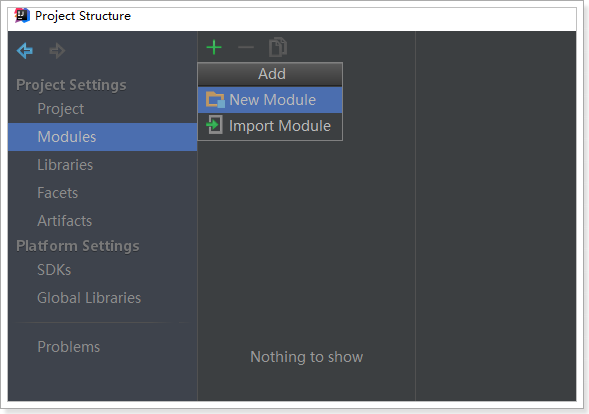 Project Structure
Project Settings
Project
Modules
Libraries
Facets
Artifacts
Platform Settings
SDKs
Global Libraries
Problems
Add
New Module
Import Module
Nothing to show